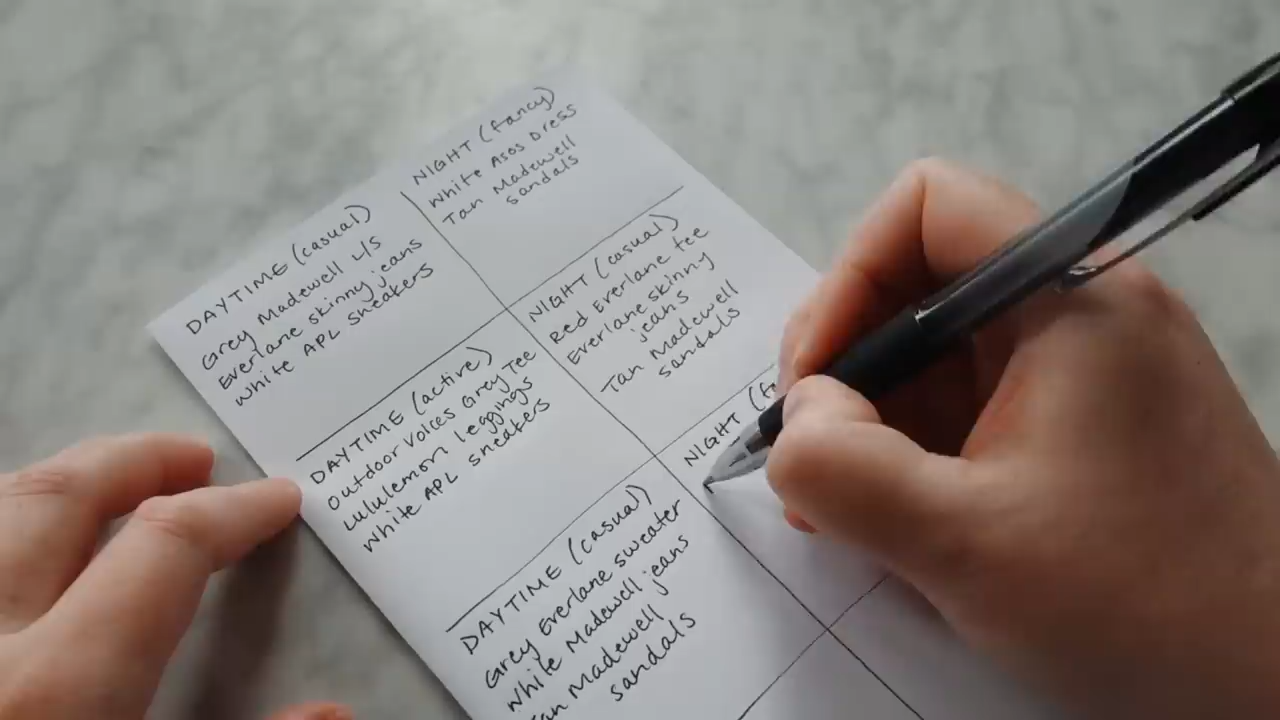 DAYTIME (casual)
Grey Madewell L/S
Everlane skinny jeans
White APL sneakers
NIGHT (fancy)
White Asos Dress
Tan Madewell
sandals
DAYTIME (active)
Outdoor Voices Grey Tee
Lululemon leggings
White APL sneakers
NIGHT (casual)
Red Everlane tee
Everlane skinny
jeans
Tan Madewell
sandals
DAYTIME (casual)
Grey Everlane sweater
White Madewell jeans
Tan Madewell
sandals
NIGHT (f